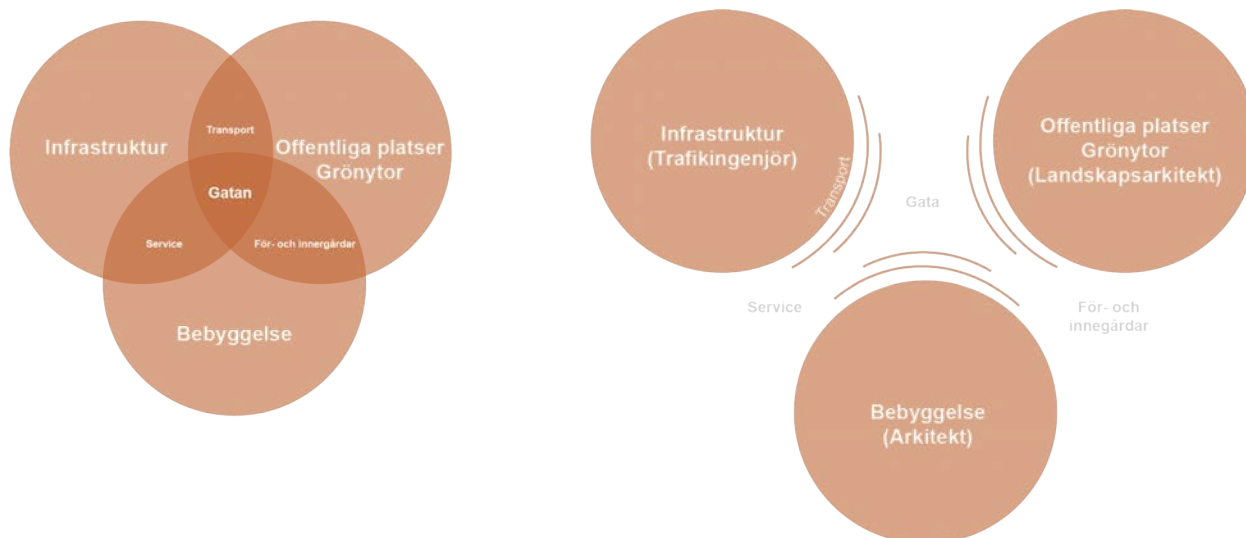 Transport
Infrastruktur
Offentliga platser
Grönytor
Gatan
Service
För- och innergårdar
Bebyggelse
Infrastruktur
(Trafikingenjör)
Transport
Offentliga platser
Grönytor
(Landskapsarkitekt)
Gata
Service
För- och
innegårdar
Bebyggelse
(Arkitekt)